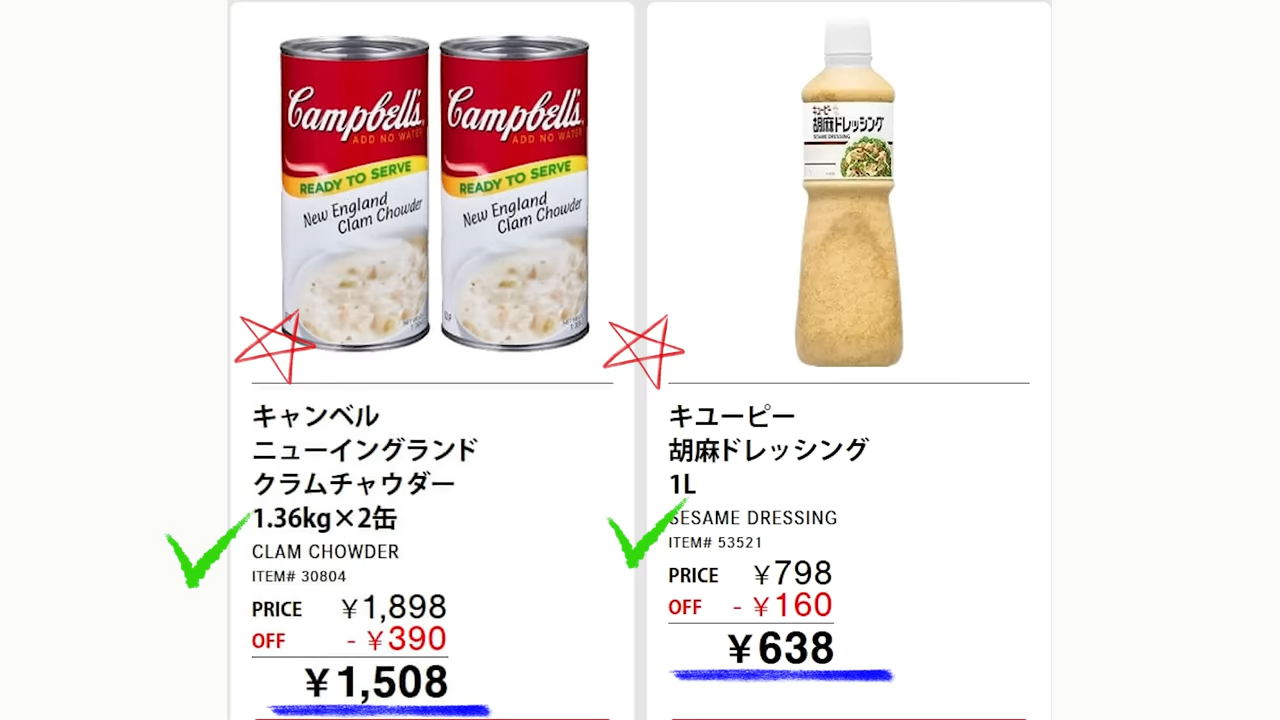 Campbell's
ADD NO WATER
READY TO SERVE
New England
Clam Chowder
Campbell's
ADD NO WATER
READY TO SERVE
New England
Clam Chowder
キャンベル
ニューイングランド
クラムチャウダー
1.36kg×2缶
CLAM CHOWDER
ITEM# 30804
PRICE ¥1,898
OFF - ¥390
¥1,508
キユーピー
胡麻ドレッシング
SESAME DRESSING
キユーピー
胡麻ドレッシング
1L
SESAME DRESSING
ITEM# 53521
PRICE ¥798
OFF - ¥160
¥638